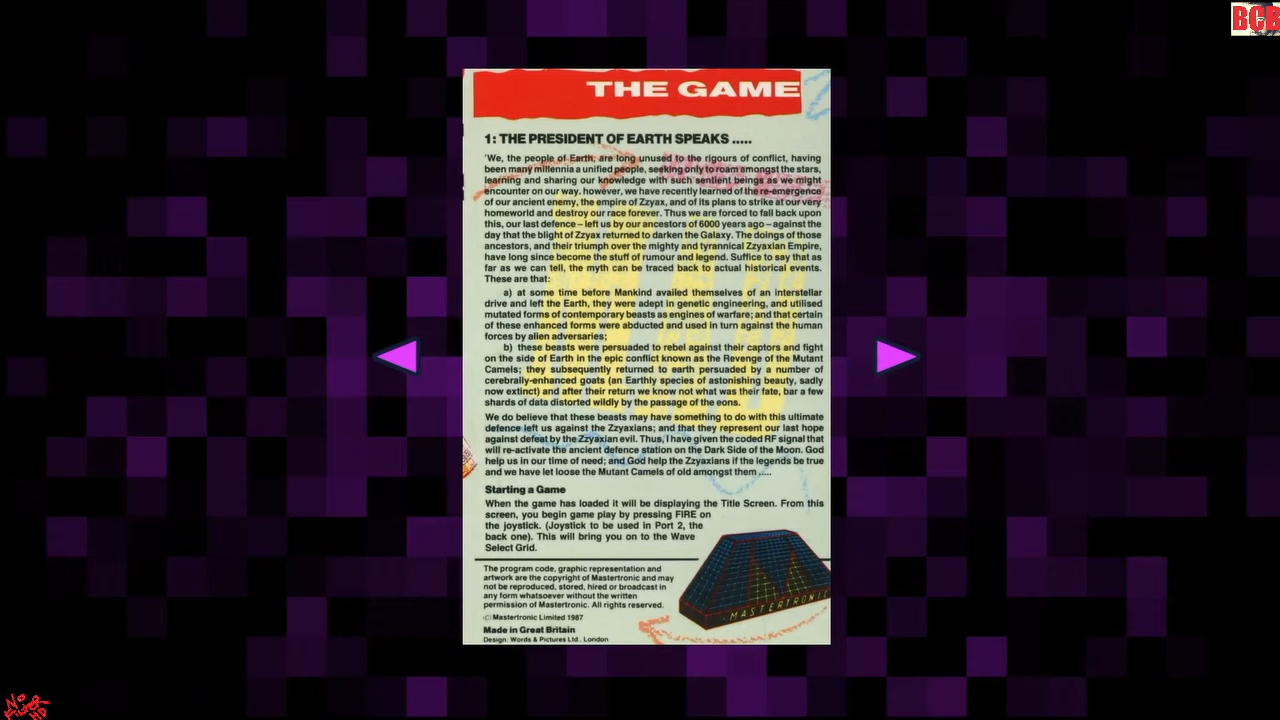 BCB
THE GAME
1: THE PRESIDENT OF EARTH SPEAKS .....
'We, the people of Earth, are long unused to the rigours of conflict, having
been many millennia a unified people, seeking only to roam amongst the stars,
learning and sharing our knowledge with such sentient beings as we might
encounter on our way. however, we have recently learned of the re-emergence
of our ancient enemy, the empire of Zzyax, and of its plans to strike at our very
homeworld and destroy our race forever. Thus we are forced to fall back upon
this, our last defence – left us by our ancestors of 6000 years ago – against the
day that the blight of Zzyax returned to darken the Galaxy. The doings of those
ancestors, and their triumph over the mighty and tyrannical Zzyaxian Empire,
have long since become the stuff of rumour and legend. Suffice to say that as
far as we can tell, the myth can be traced back to actual historical events.
These are that:
a) at some time before Mankind availed themselves of an interstellar
drive and left the Earth, they were adept in genetic engineering, and utilised
mutated forms of contemporary beasts as engines of warfare; and that certain
of these enhanced forms were abducted and used in turn against the human
forces by alien adversaries;
b) these beasts were persuaded to rebel against their captors and fight
on the side of Earth in the epic conflict known as the Revenge of the Mutant
Camels; they subsequently returned to earth persuaded by a number of
cerebrally-enhanced goats (an Earthly species of astonishing beauty, sadly
now extinct) and after their return we know not what was their fate, bar a few
shards of data distorted wildly by the passage of the eons.
We do believe that these beasts may have something to do with this ultimate
defence left us against the Zzyaxians; and that they represent our last hope
against defeat by the Zzyaxian evil. Thus, I have given the coded RF signal that
will re-activate the ancient defence station on the Dark Side of the Moon. God
help us in our time of need; and God help the Zzyaxians if the legends be true
and we have let loose the Mutant Camels of old amongst them .....
Starting a Game
When the game has loaded it will be displaying the Title Screen. From this
screen, you begin game play by pressing FIRE on
the joystick. (Joystick to be used in Port 2, the
back one). This will bring you on to the Wave
Select Grid.
The program code, graphic representation and
artwork are the copyright of Mastertronic and may
not be reproduced, stored, hired or broadcast in
any form whatsoever without the written
permission of Mastertronic. All rights reserved.
© Mastertronic Limited 1987
Made in Great Britain
Design: Words & Pictures Ltd., London
MASTERTRONIC